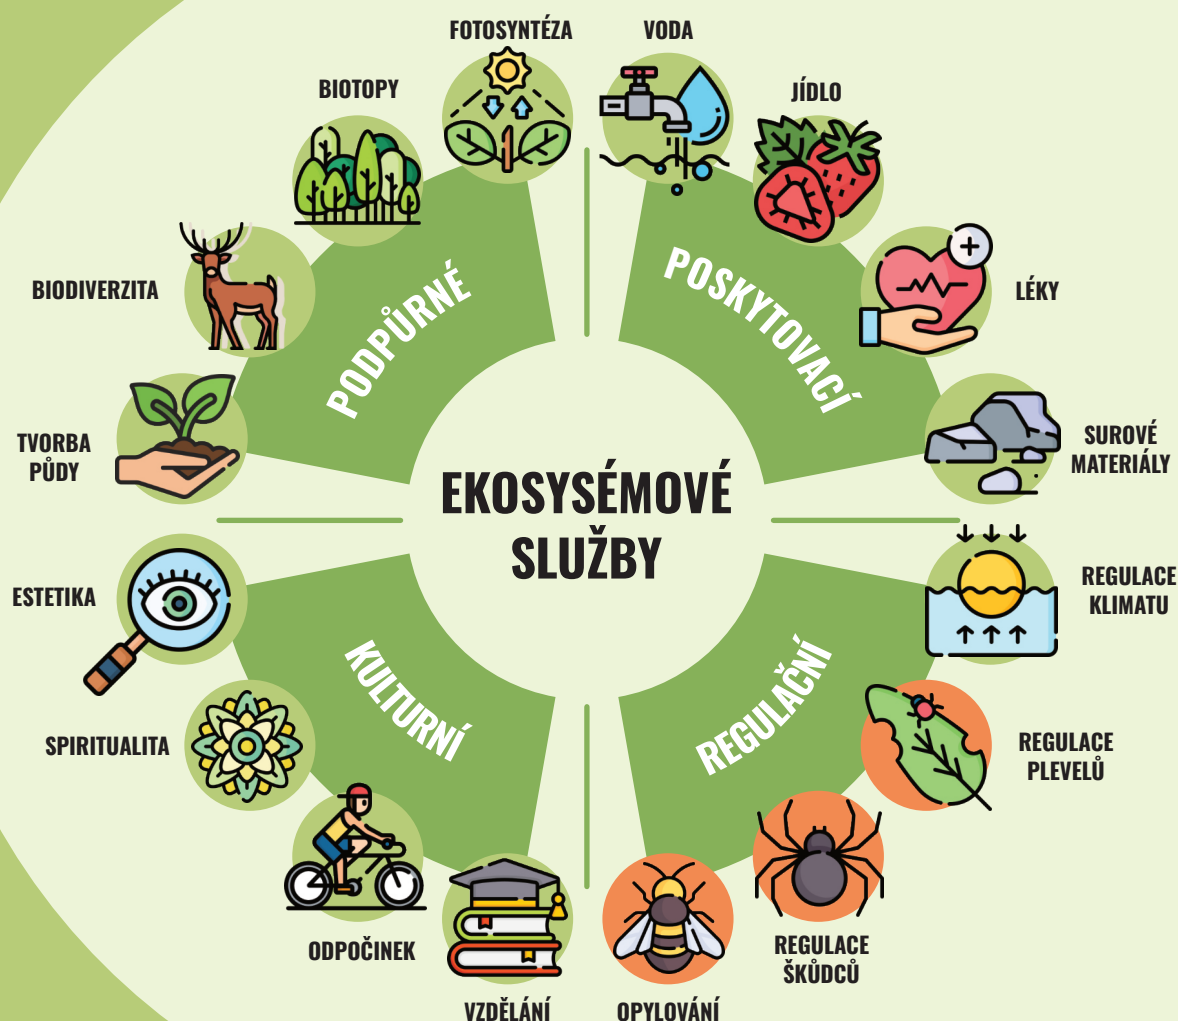 FOTOSYNTÉZA
VODA
BIOTOPY
JÍDLO
BIODIVERZITA
LÉKY
PODPŮRNÉ
POSKYTOVACÍ
TVORBA
PŮDY
SUROVÉ
MATERIÁLY
EKOSYSÉMOVÉ
SLUŽBY
ESTETIKA
REGULACE
KLIMATU
KULTURNÍ
REGULAČNÍ
SPIRITUALITA
REGULACE
PLEVELŮ
ODPOČINEK
REGULACE
ŠKŮDCŮ
VZDĚLÁNÍ
OPYLOVÁNÍ